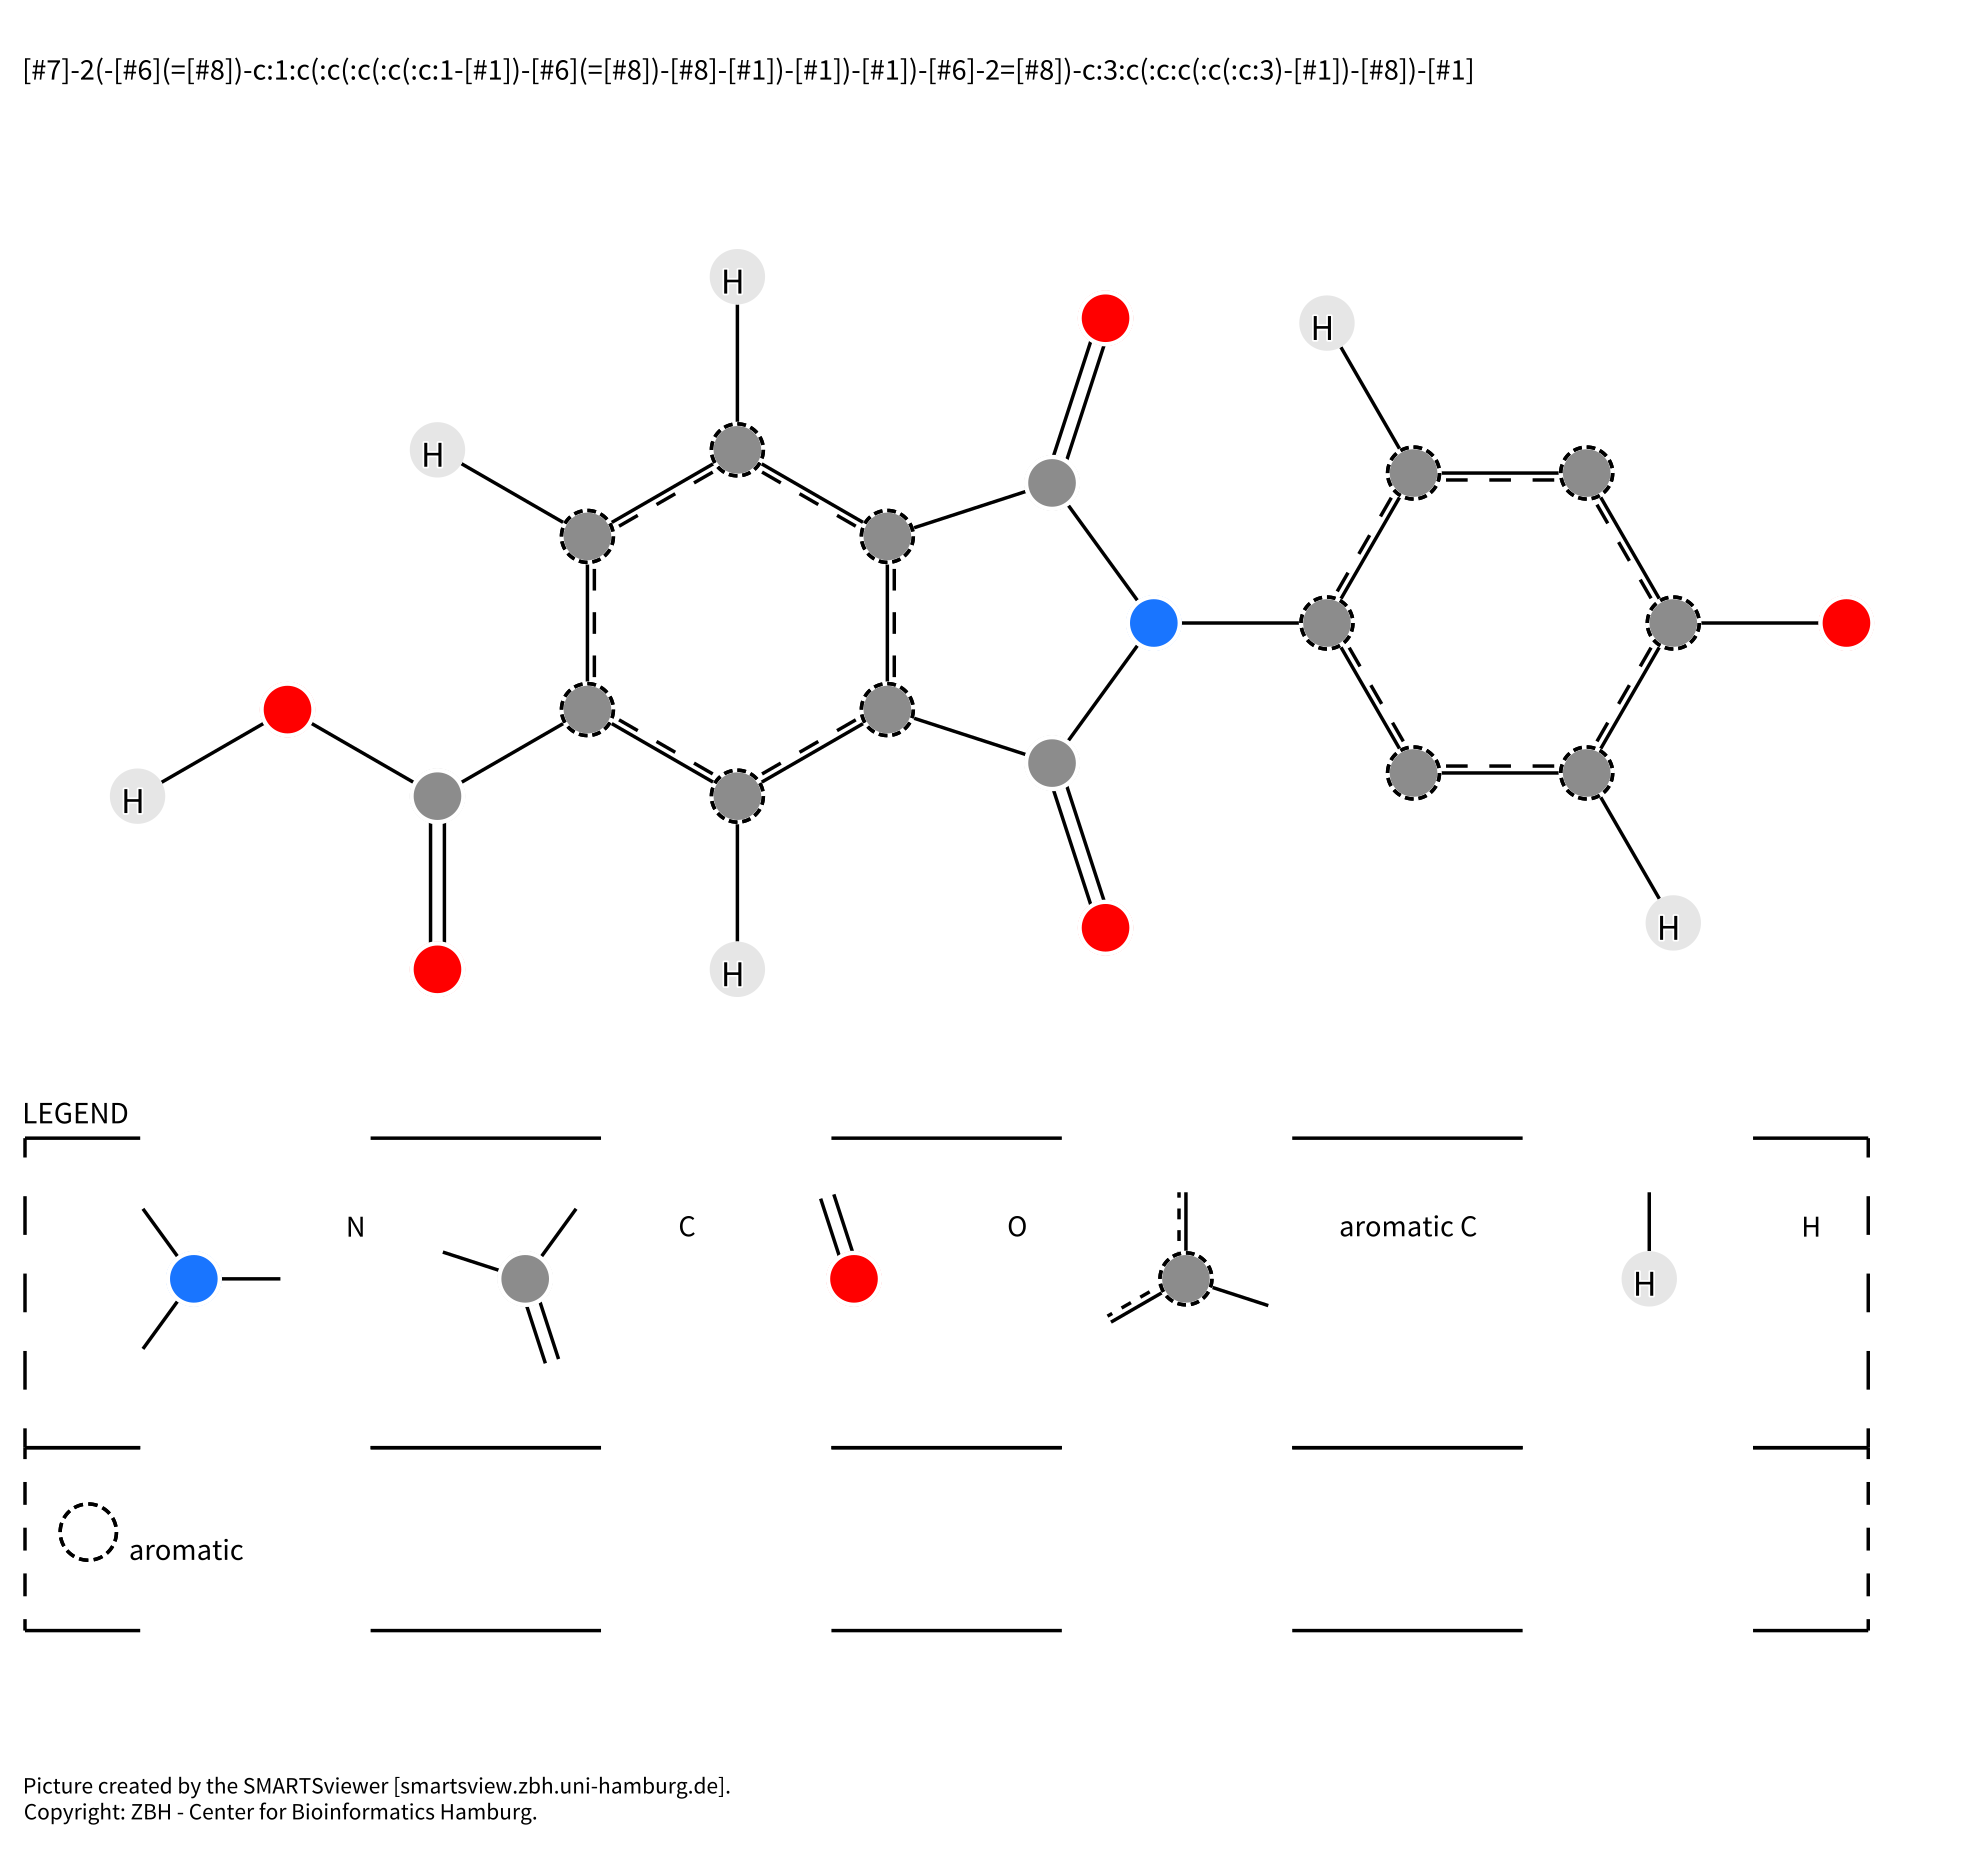 [#7]-2(-[#6](=[#8])-c:1:c(:c(:c(:c(:c:1-[#1])-[#6](=[#8])-[#8]-[#1])-[#1])-[#1])-[#6]-2=[#8])-c:3:c(:c:c(:c(:c:3)-[#1])-[#8])-[#1]
H
H
H
H
H
H
H
LEGEND
N
C
O
aromatic C
H
H
aromatic
Picture created by the SMARTSviewer [smartsview.zbh.uni-hamburg.de].
Copyright: ZBH - Center for Bioinformatics Hamburg.